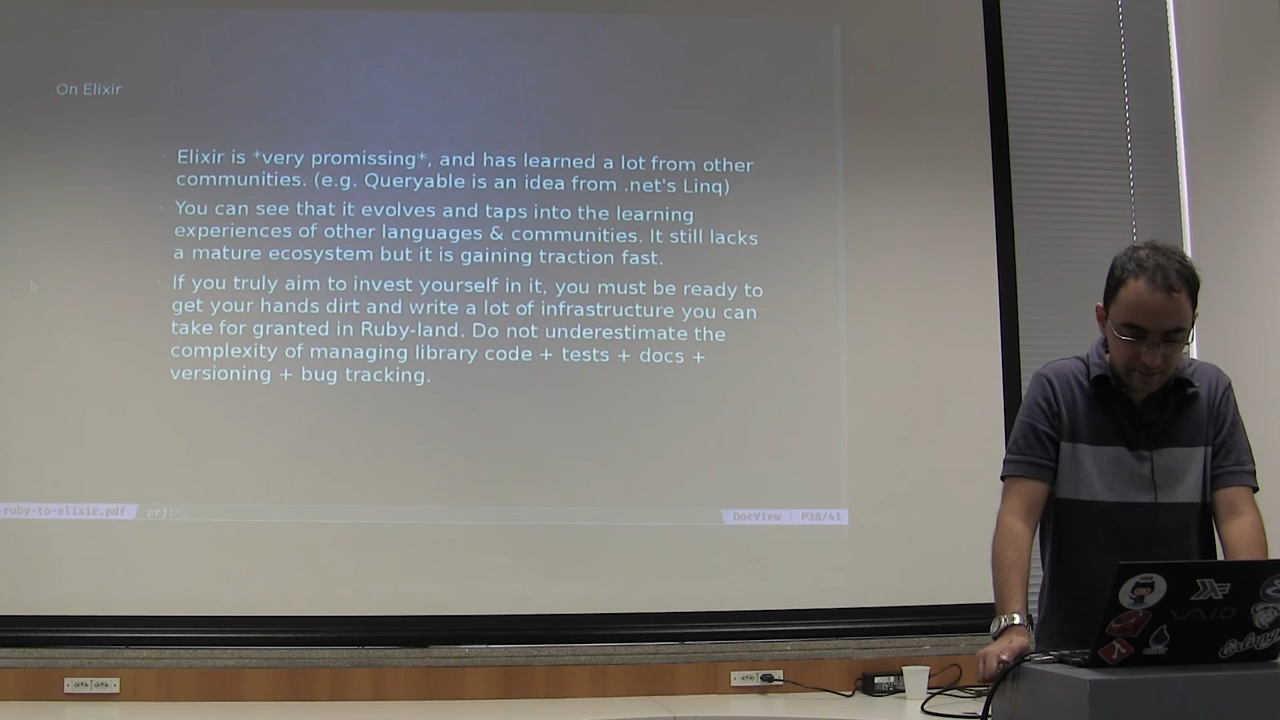 On Elixir
Elixir is *very promissing*, and has learned a lot from other
communities. (e.g. Queryable is an idea from .net's Linq)
You can see that it evolves and taps into the learning
experiences of other languages & communities. It still lacks
a mature ecosystem but it is gaining traction fast.
If you truly aim to invest yourself in it, you must be ready to
get your hands dirt and write a lot of infrastructure you can
take for granted in Ruby-land. Do not underestimate the
complexity of managing library code + tests + docs +
versioning + bug tracking.
ruby-to-elixir.pdf prj:-
DocView | P38/41
VAIO
Erlang
git